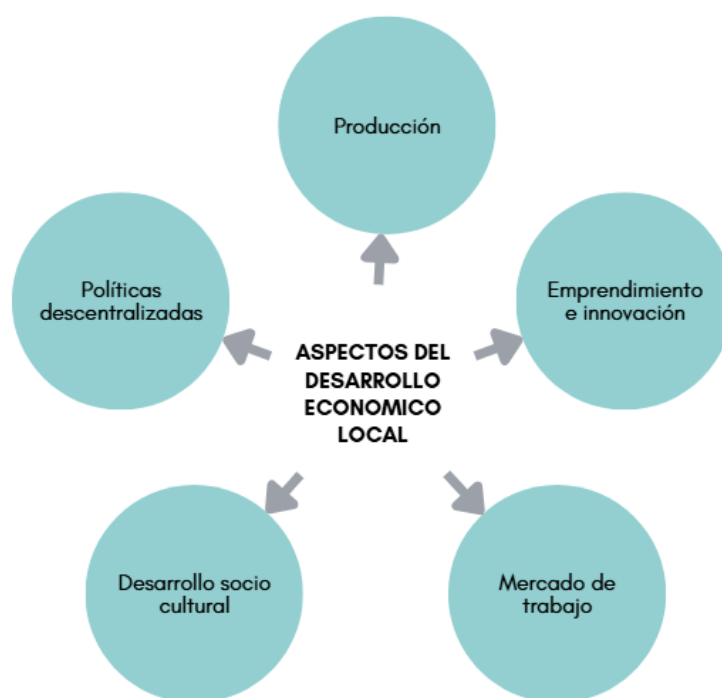 Producción
Políticas
descentralizadas
Emprendimiento
e innovación
ASPECTOS DEL
DESARROLLO
ECONOMICO
LOCAL
Desarrollo socio
cultural
Mercado de
trabajo